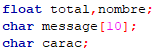 float total,nombre;
char message[10];
char carac;